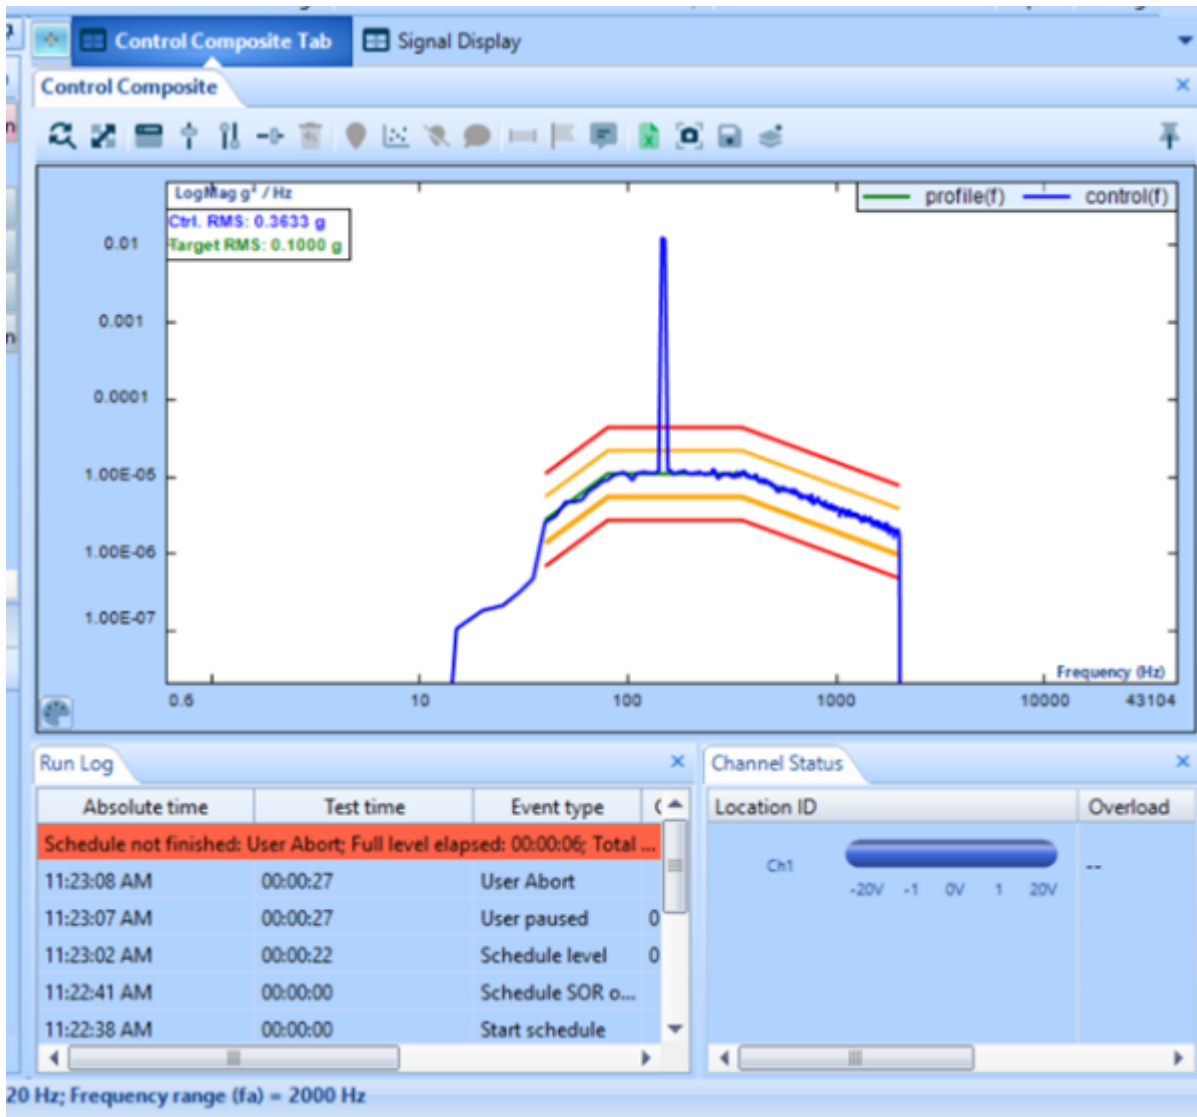 Control Composite Tab
Signal Display
Control Composite
LogMag g² / Hz
profile(f)
control(f)
Ctrl. RMS: 0.3633 g
Target RMS: 0.1000 g
0.01
0.001
0.0001
1.00E-05
1.00E-06
1.00E-07
Frequency (Hz)
0.6
10
100
1000
10000
43104
Run Log
Absolute time
Test time
Event type
Schedule not finished: User Abort; Full level elapsed: 00:00:06; Total ...
11:23:08 AM
00:00:27
User Abort
11:23:07 AM
00:00:27
User paused
0
11:23:02 AM
00:00:22
Schedule level
0
11:22:41 AM
00:00:00
Schedule SOR o...
11:22:38 AM
00:00:00
Start schedule
Channel Status
Location ID
Overload
Ch1
--
-20V
-1
0V
1
20V
20 Hz; Frequency range (fa) = 2000 Hz